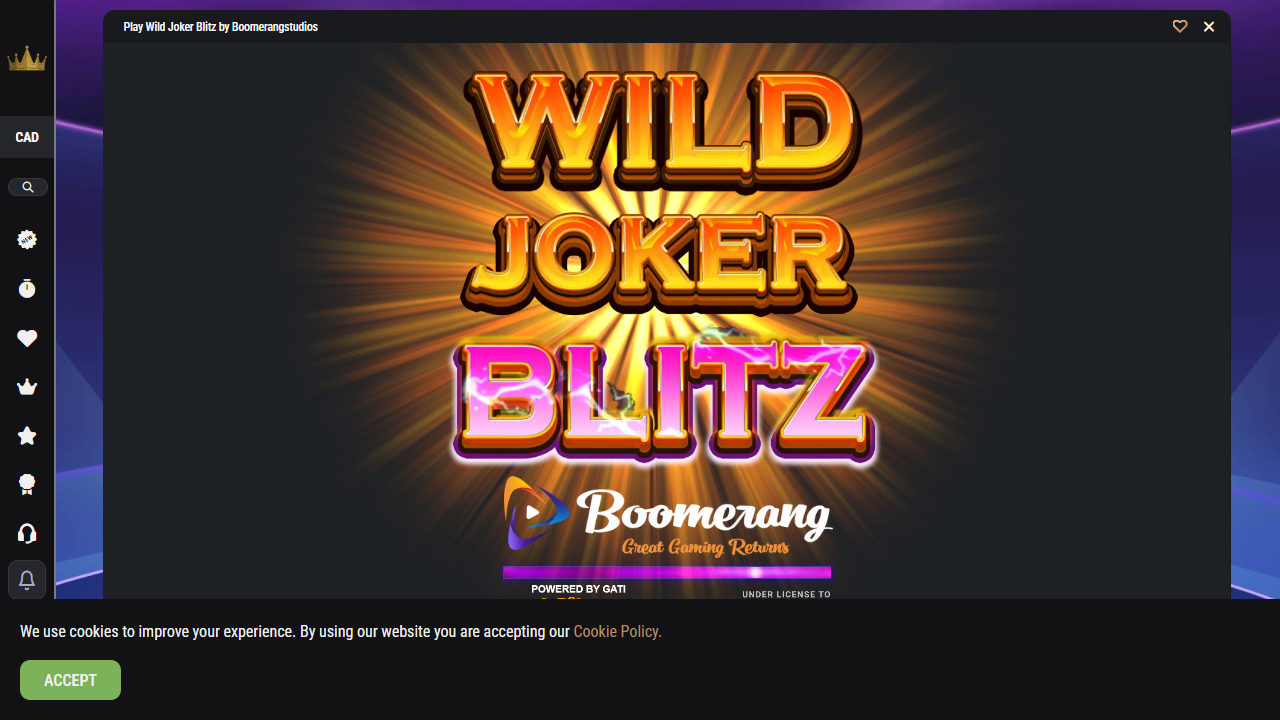 Play Wild Joker Blitz by Boomerangstudios
CAD
NEW
WILD
JOKER
BLITZ
Boomerang
Great Gaming Returns
POWERED BY GATI
UNDER LICENSE TO
We use cookies to improve your experience. By using our website you are accepting our Cookie Policy.
ACCEPT